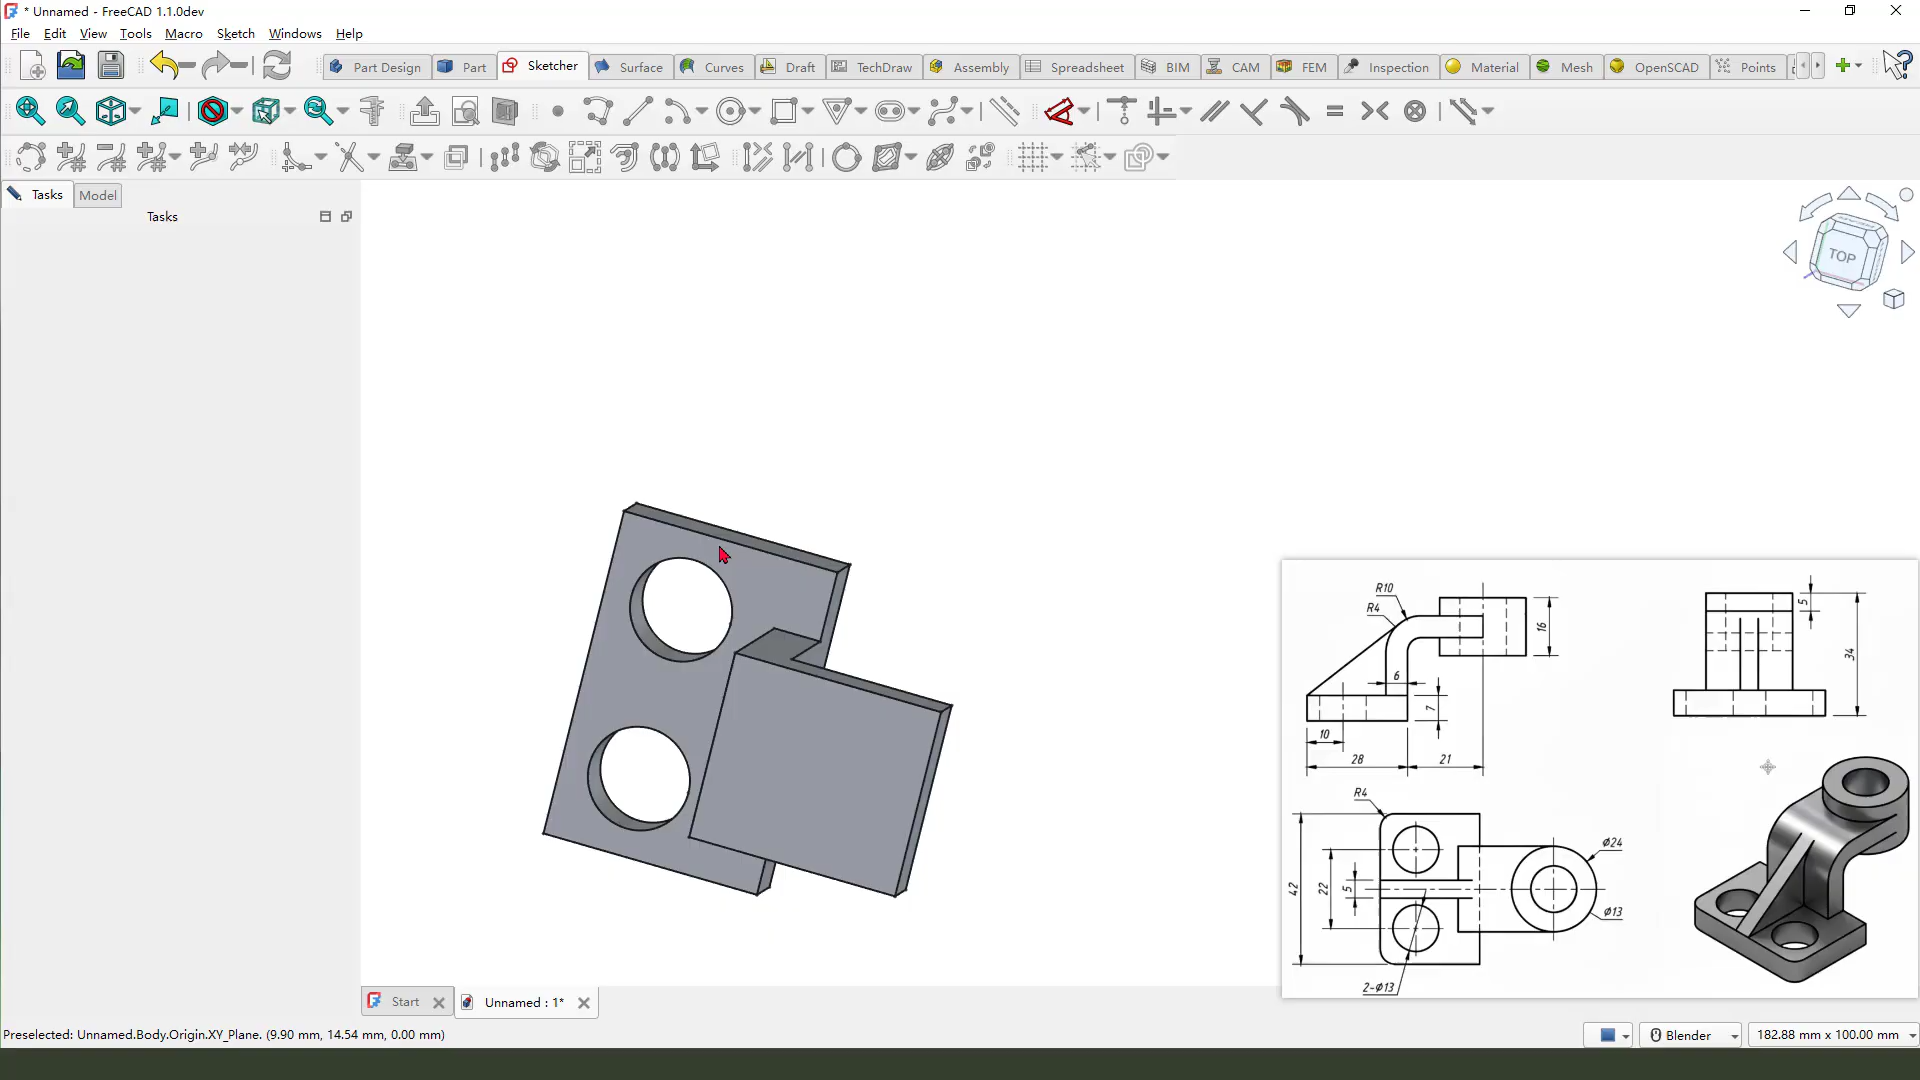 * Unnamed - FreeCAD 1.1.0dev
File Edit View Tools Macro Sketch Windows Help
Part Design Part Sketcher Surface Curves Draft TechDraw Assembly Spreadsheet BIM CAM FEM Inspection Material Mesh OpenSCAD Points
Tasks Model
Tasks
TOP
R10
R4
16
6
7
10
28
21
5
34
R4
42
22
5
Ø24
Ø13
2-Ø13
Start
Unnamed : 1*
Preselected: Unnamed.Body.Origin.XY_Plane. (9.90 mm, 14.54 mm, 0.00 mm)
Blender
182.88 mm x 100.00 mm